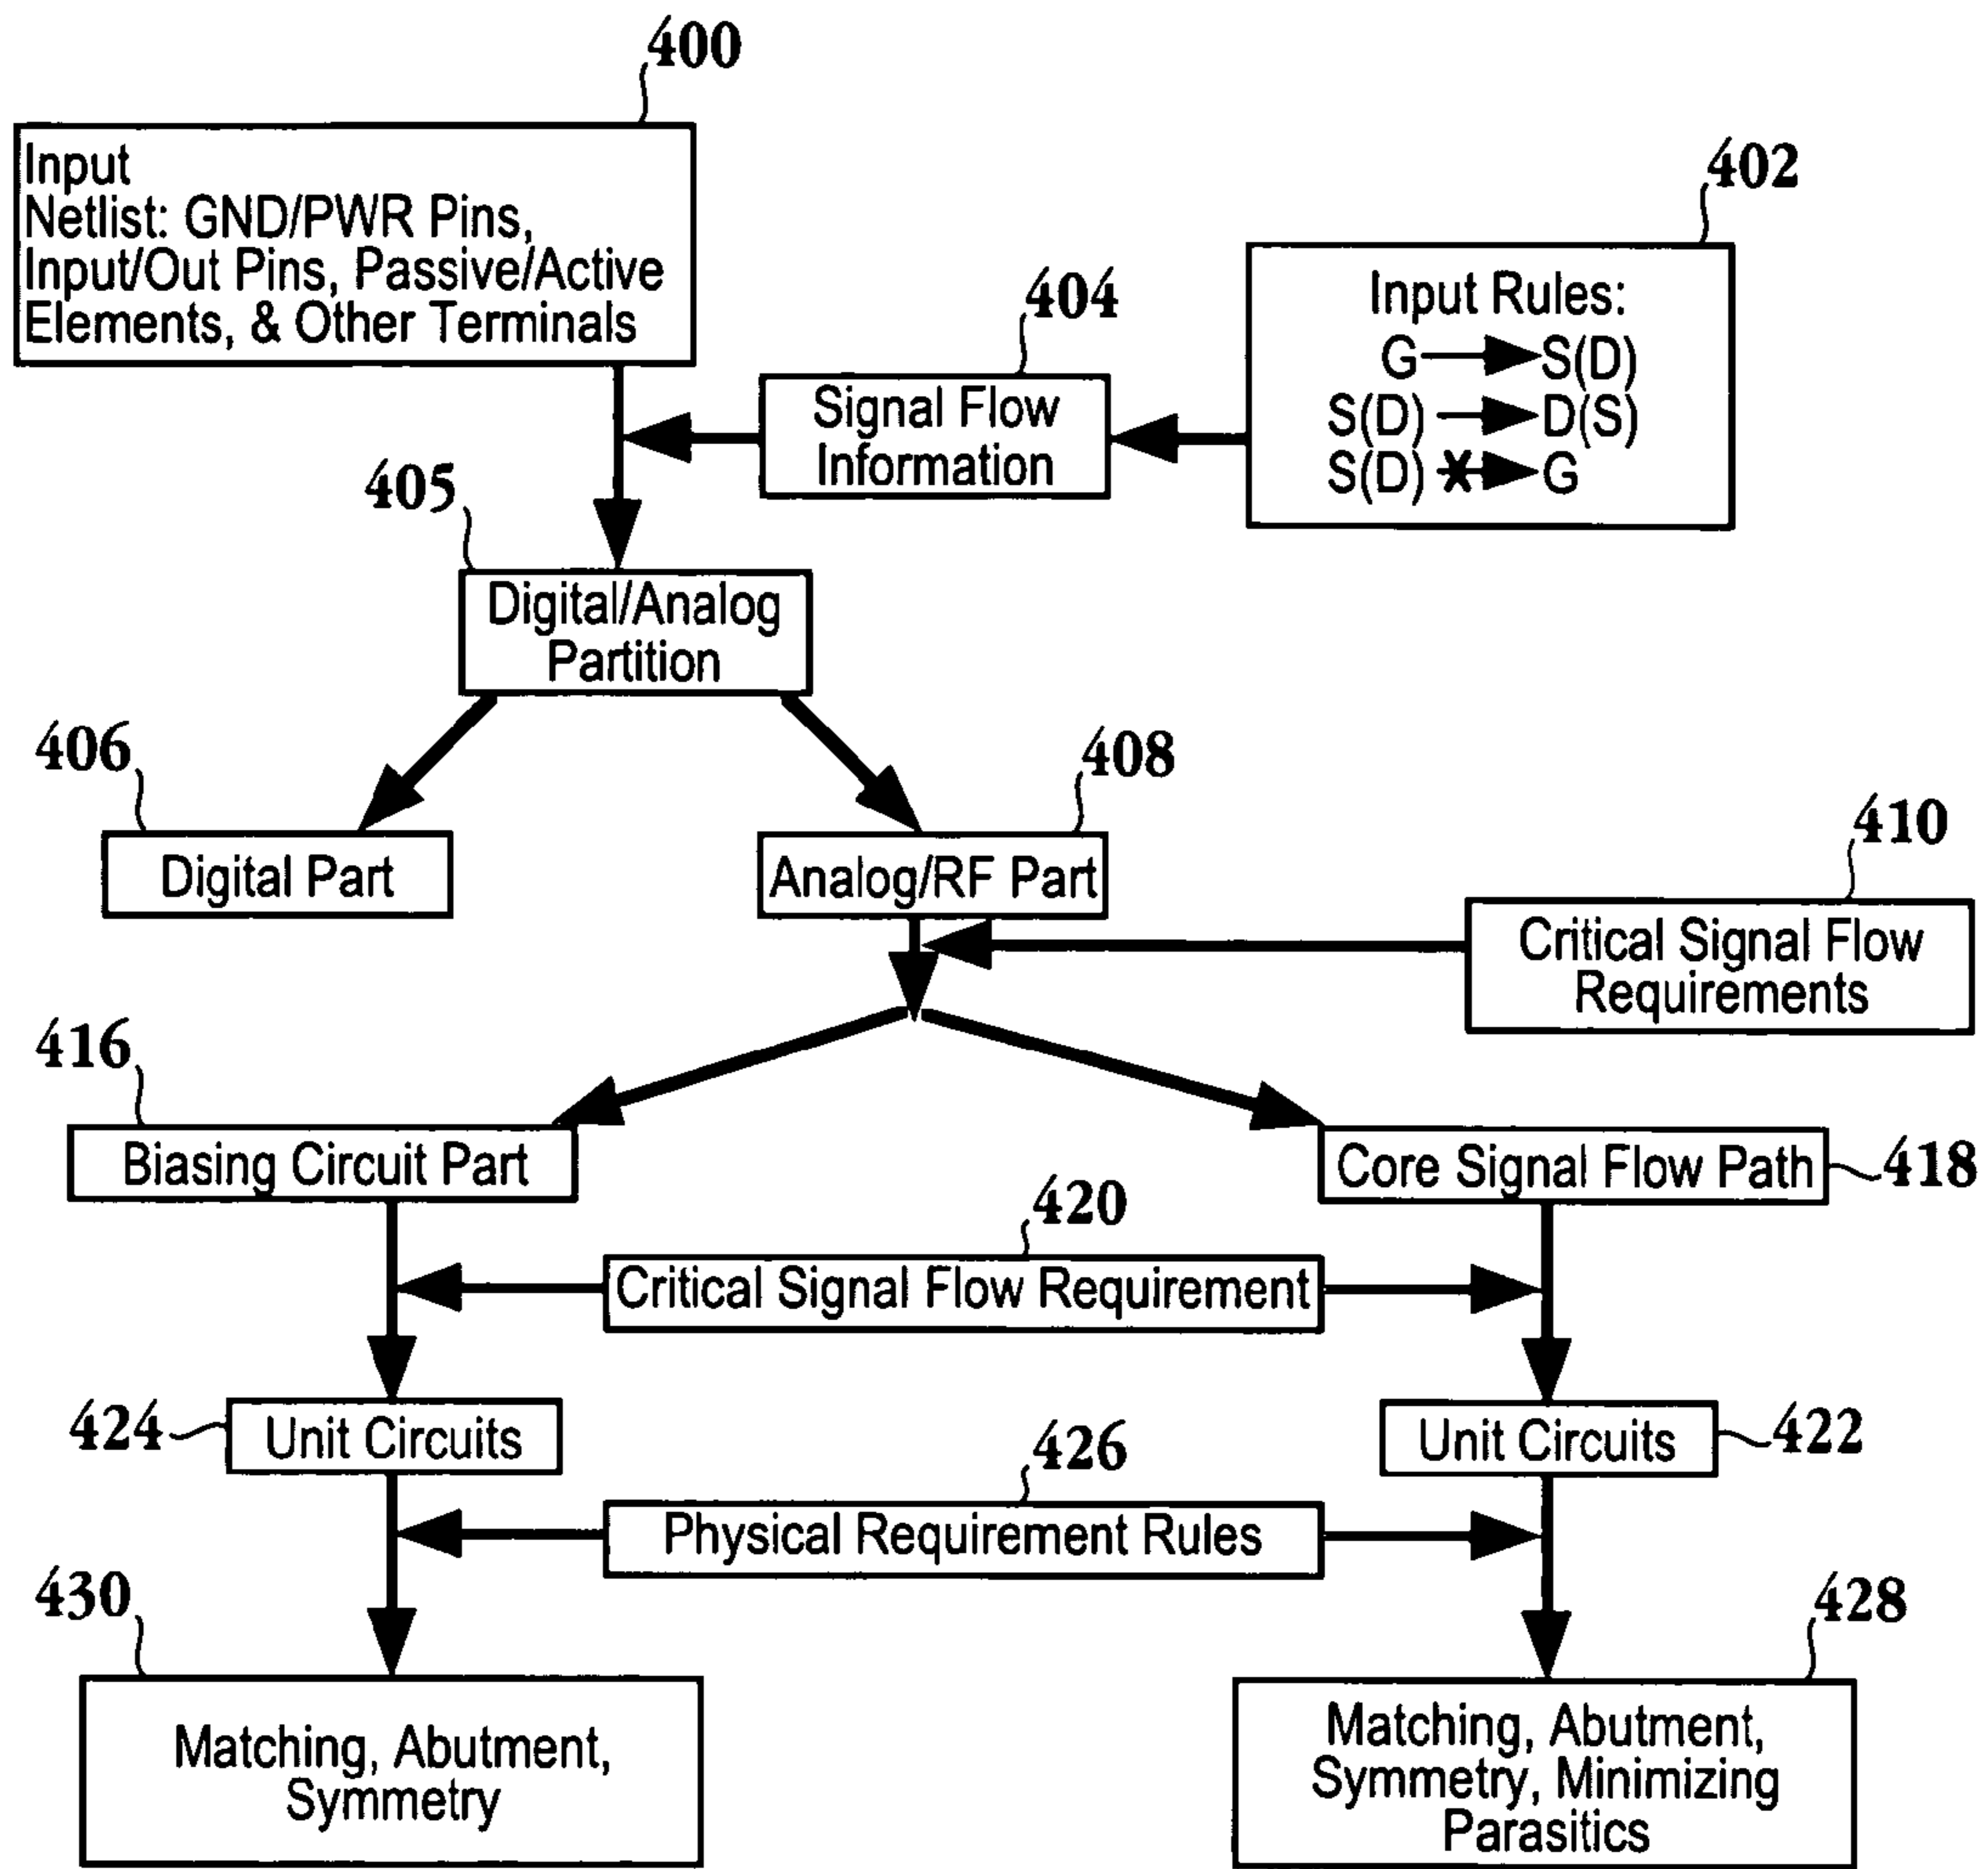 400
Input
Netlist: GND/PWR Pins,
Input/Out Pins, Passive/Active
Elements, & Other Terminals
402
Input Rules:
G → S(D)
S(D) → D(S)
S(D) *→ G
404
Signal Flow
Information
405
Digital/Analog
Partition
406
Digital Part
408
Analog/RF Part
410
Critical Signal Flow
Requirements
416
Biasing Circuit Part
Core Signal Flow Path
418
420
Critical Signal Flow Requirement
424
Unit Circuits
Unit Circuits
422
426
Physical Requirement Rules
430
Matching, Abutment,
Symmetry
428
Matching, Abutment,
Symmetry, Minimizing
Parasitics